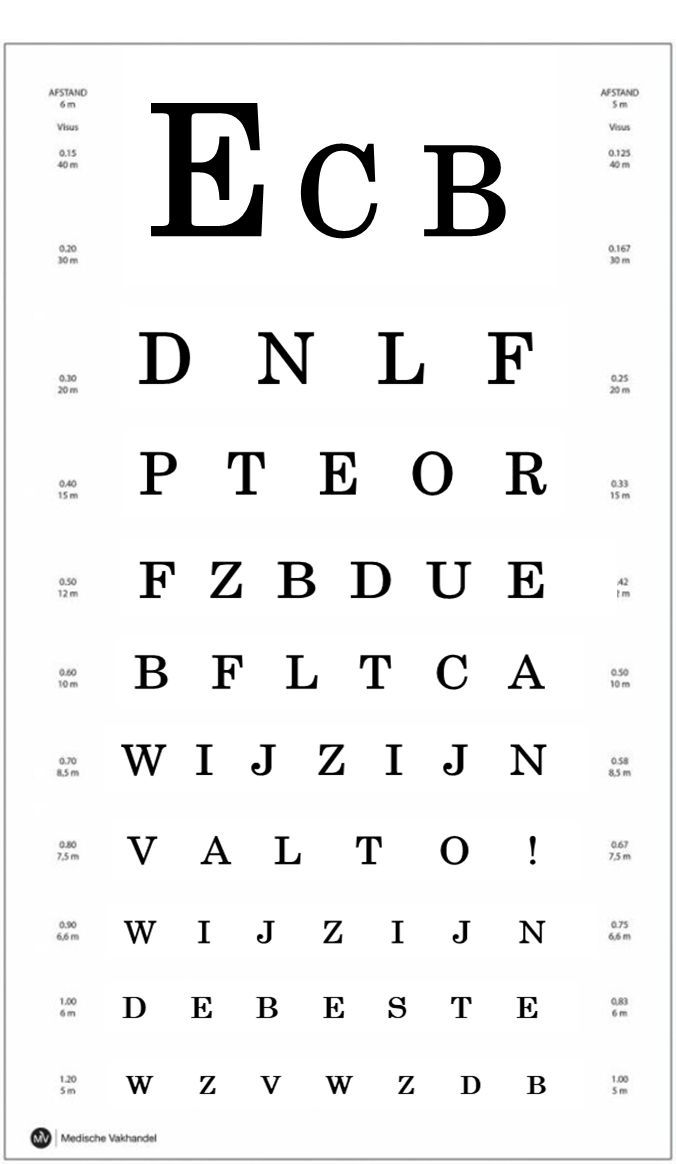 AFSTAND
6 m
Visus
0.15
40 m
E C B
AFSTAND
5 m
Visus
0.125
40 m
0.20
30 m
0.167
30 m
0.30
20 m
D N L F
0.25
20 m
0.40
15 m
P T E O R
0.33
15 m
0.50
12 m
F Z B D U E
42
m
0.60
10 m
B F L T C A
0.50
10 m
0.70
8,5 m
W I J Z I J N
0.58
8,5 m
0.80
7,5 m
V A L T O !
0.67
7,5 m
0.90
6,6 m
W I J Z I J N
0.75
6,6 m
1.00
6 m
D E B E S T E
0,83
6 m
1.20
5 m
W Z V W Z D B
1.00
5 m
MV Medische Vakhandel